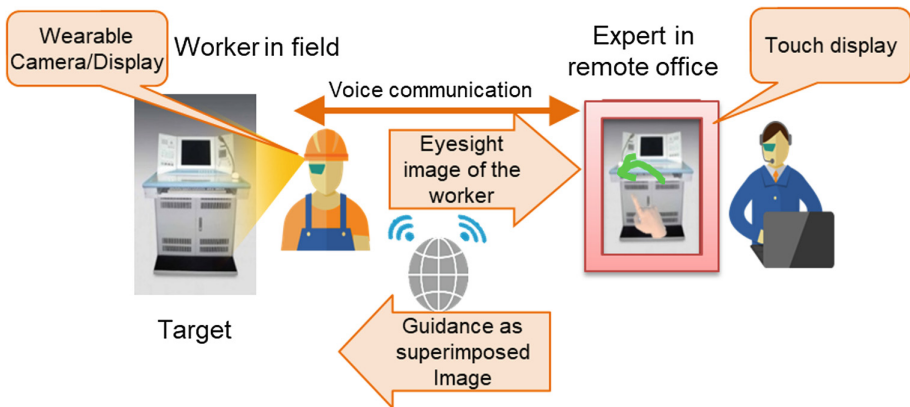 Wearable
Camera/Display
Worker in field
Expert in
remote office
Touch display
Voice communication
Eyesight
image of the
worker
Target
Guidance as
superimposed
Image